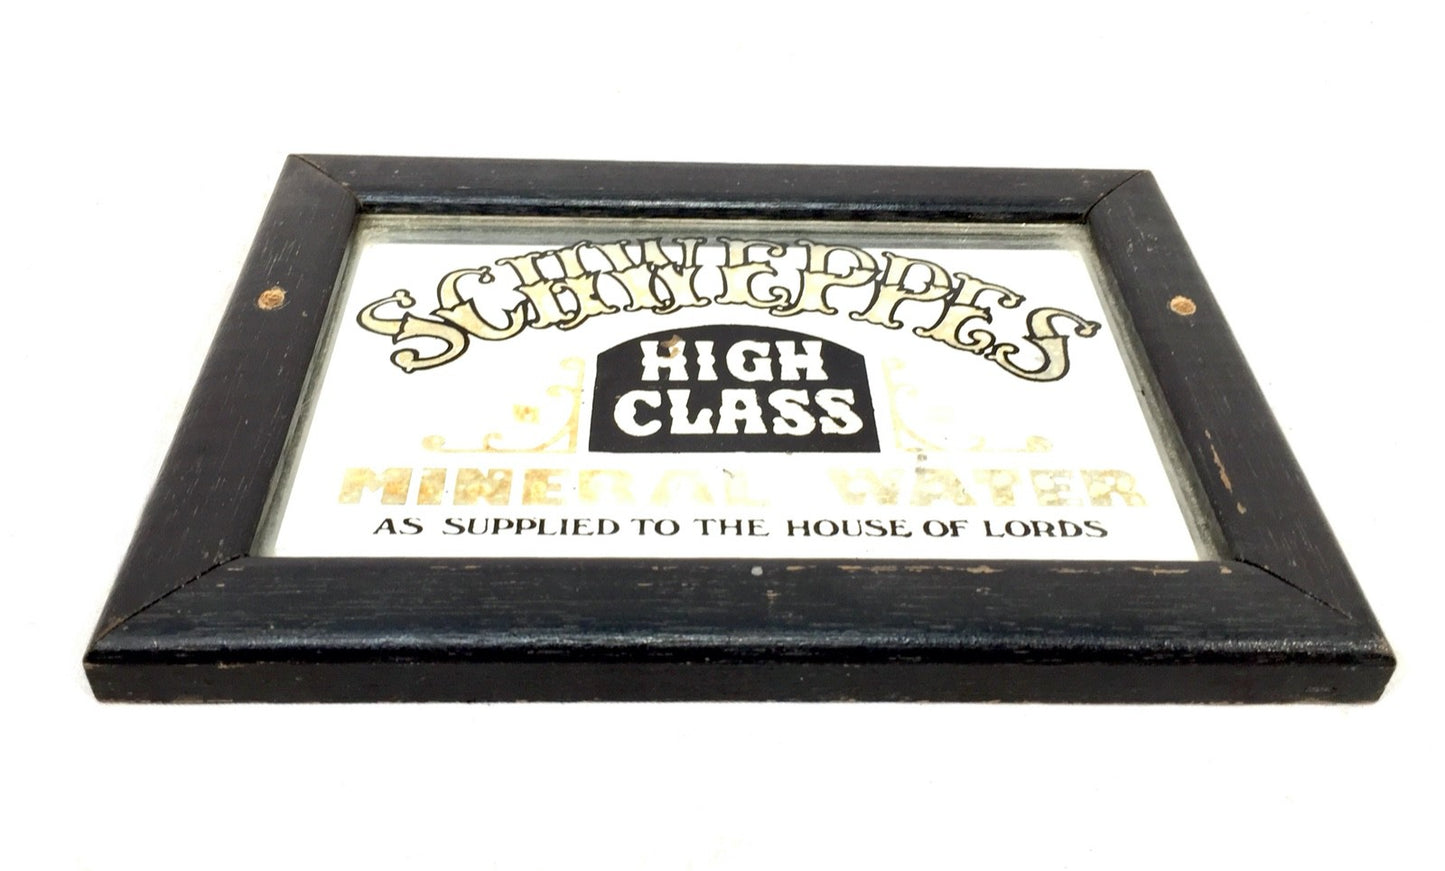 SCHWEPPES
HIGH
CLASS
MINERAL WATER
AS SUPPLIED TO THE HOUSE OF LORDS